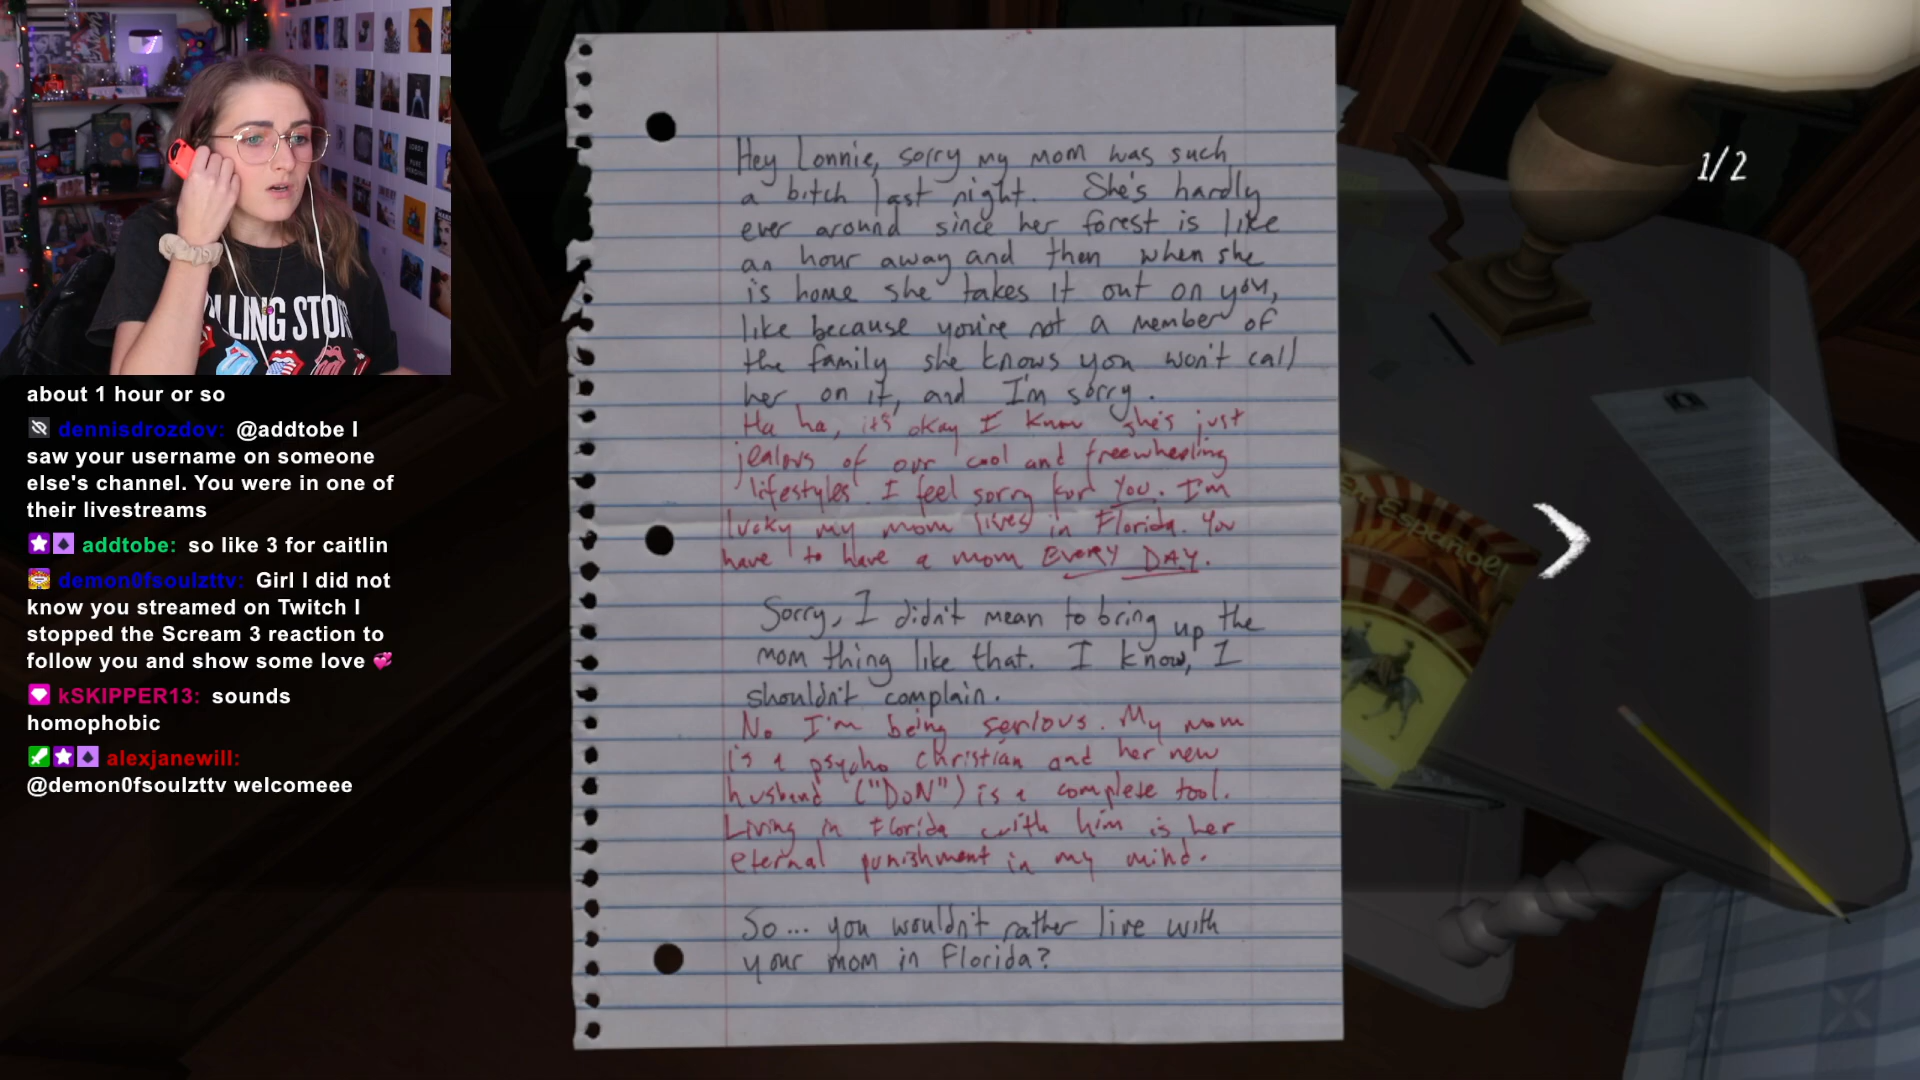 LLING STON
about 1 hour or so
dennisdrozdov: @addtobe I
saw your username on someone
else's channel. You were in one of
their livestreams
addtobe: so like 3 for caitlin
demon0fsoulzttv: Girl I did not
know you streamed on Twitch I
stopped the Scream 3 reaction to
follow you and show some love
kSKIPPER13: sounds
homophobic
alexjanewill:
@demon0fsoulzttv welcomeee
Hey Lonnie, sorry my mom was such
a bitch last night. She's hardly
ever around since her forest is like
an hour away and then when she
is home she takes it out on you,
like because you're not a member of
the family she knows you won't call
her on it, and I'm sorry.
Ha ha, it's okay I know she's just
jealous of our cool and freewheeling
lifestyles. I feel sorry for you. I'm
lucky my mom lives in Florida. You
have to have a mom EVERY DAY.
Sorry, I didn't mean to bring up the
mom thing like that. I know, I
shouldn't complain.
No I'm being serious. My mom
is a psycho Christian and her new
husband ("DON") is a complete tool.
Living in Florida with him is her
eternal punishment in my mind.
So... you wouldn't rather live with
your mom in Florida?
1/2
En Español!